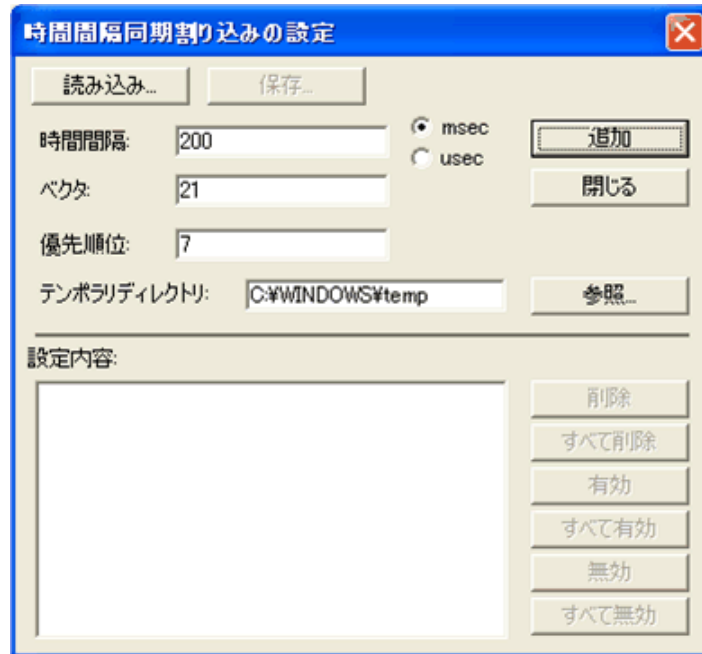 時間間隔同期割り込みの設定
読み込み... 保存...
時間間隔: 200 msec 追加
usec
ベクタ: 21 閉じる
優先順位: 7
テンポラリディレクトリ: C:¥WINDOWS¥temp 参照...
設定内容:
削除
すべて削除
有効
すべて有効
無効
すべて無効